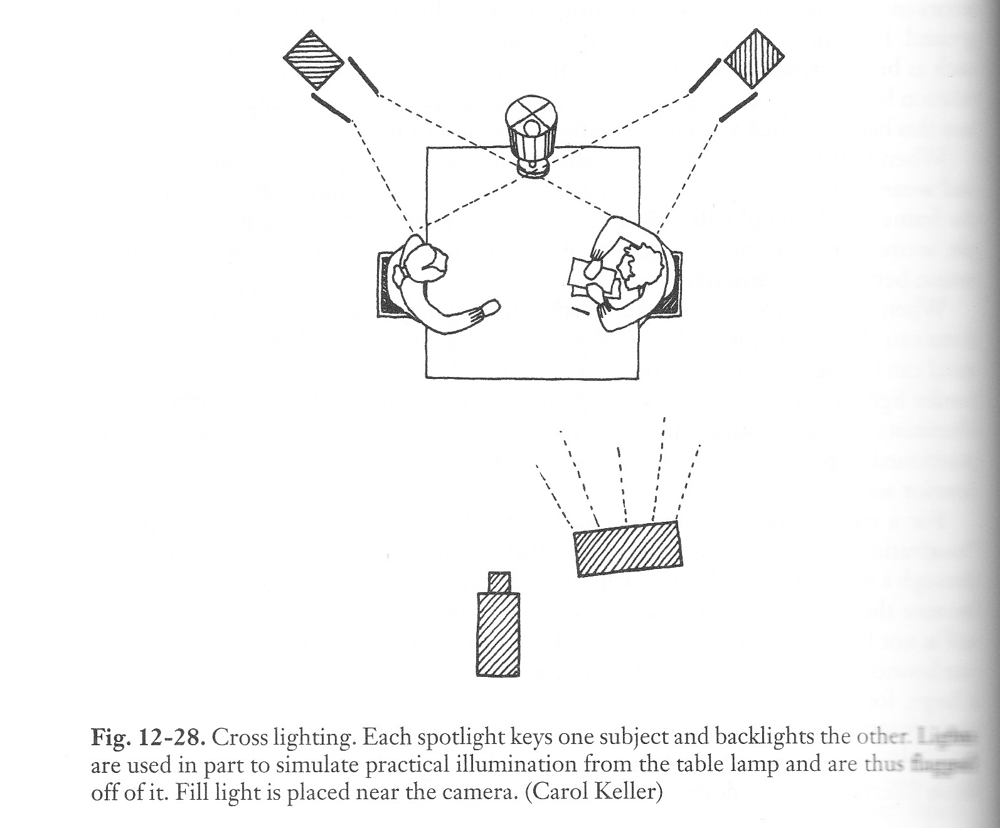 Fig. 12-28. Cross lighting. Each spotlight keys one subject and backlights the other. Lights
are used in part to simulate practical illumination from the table lamp and are thus flagged
off of it. Fill light is placed near the camera. (Carol Keller)